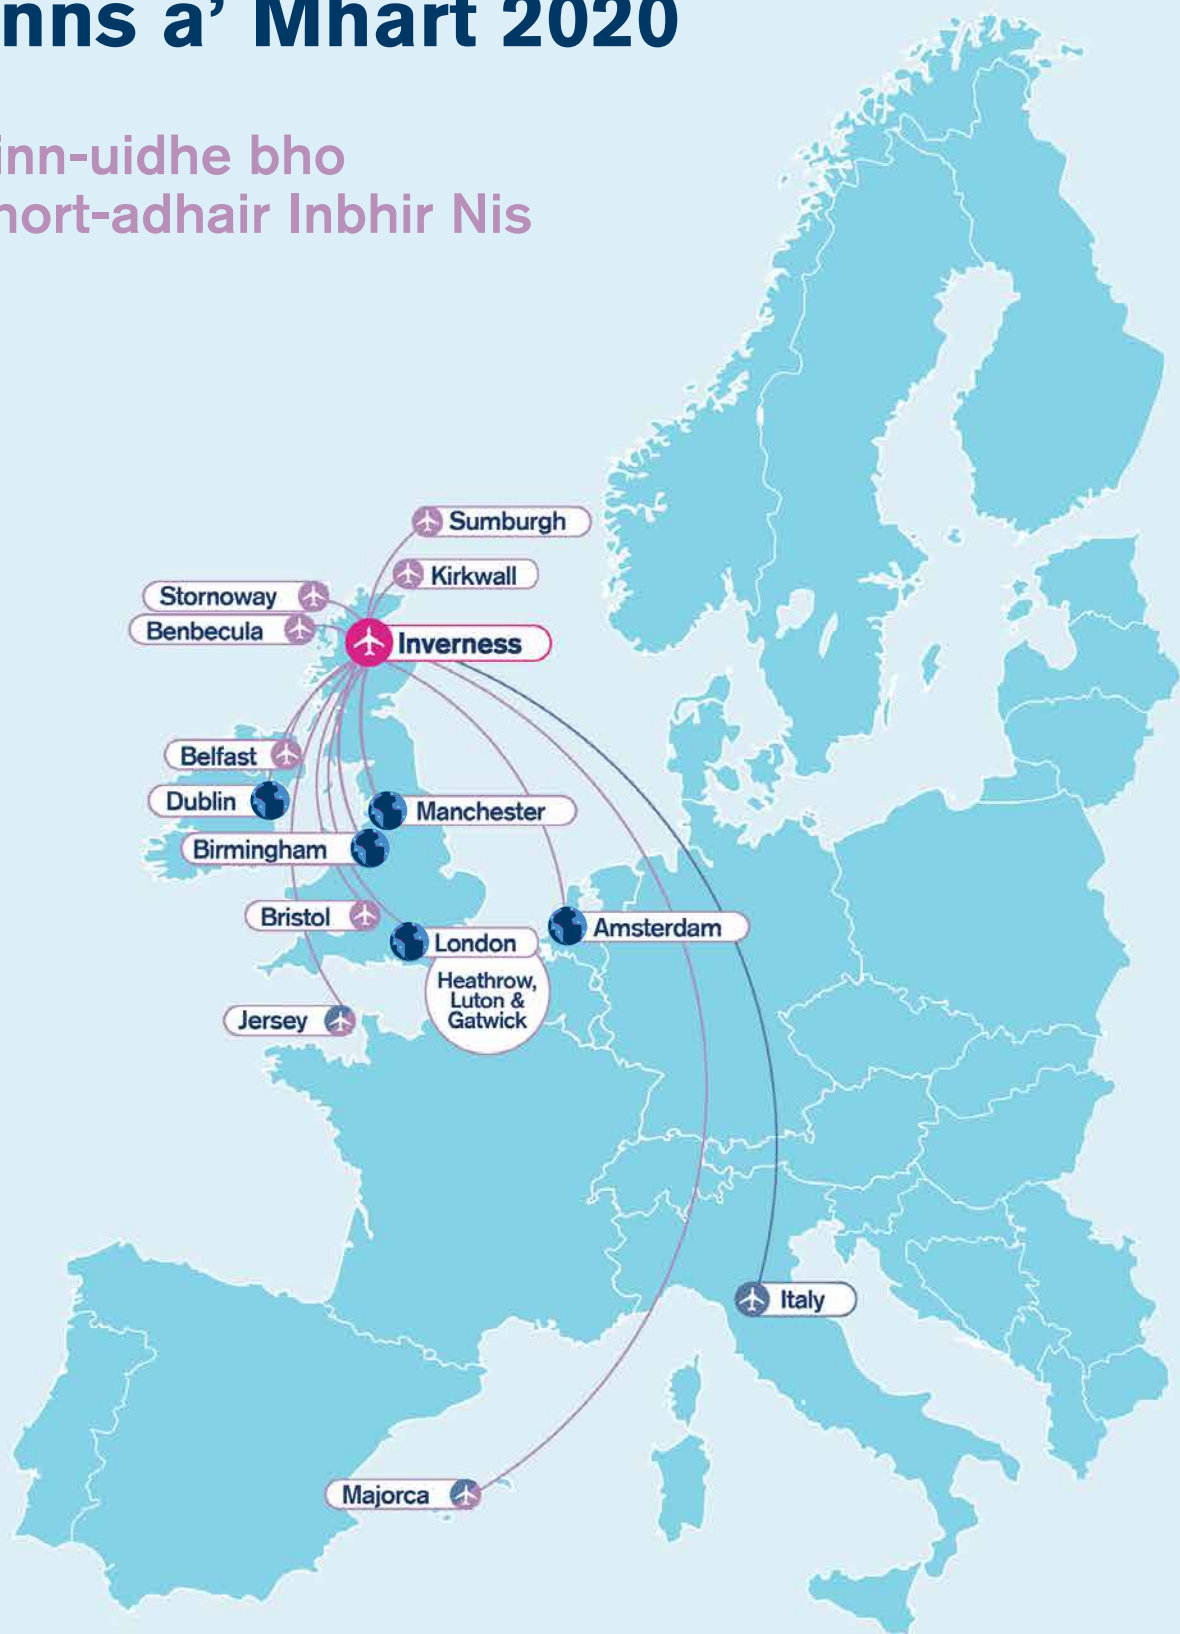 nns a’ Mhart 2020
inn-uidhe bho
hort-adhair Inbhir Nis
Sumburgh
Kirkwall
Stornoway
Benbecula
Inverness
Belfast
Dublin
Manchester
Birmingham
Bristol
Amsterdam
London
Heathrow,
Luton &
Gatwick
Jersey
Italy
Majorca